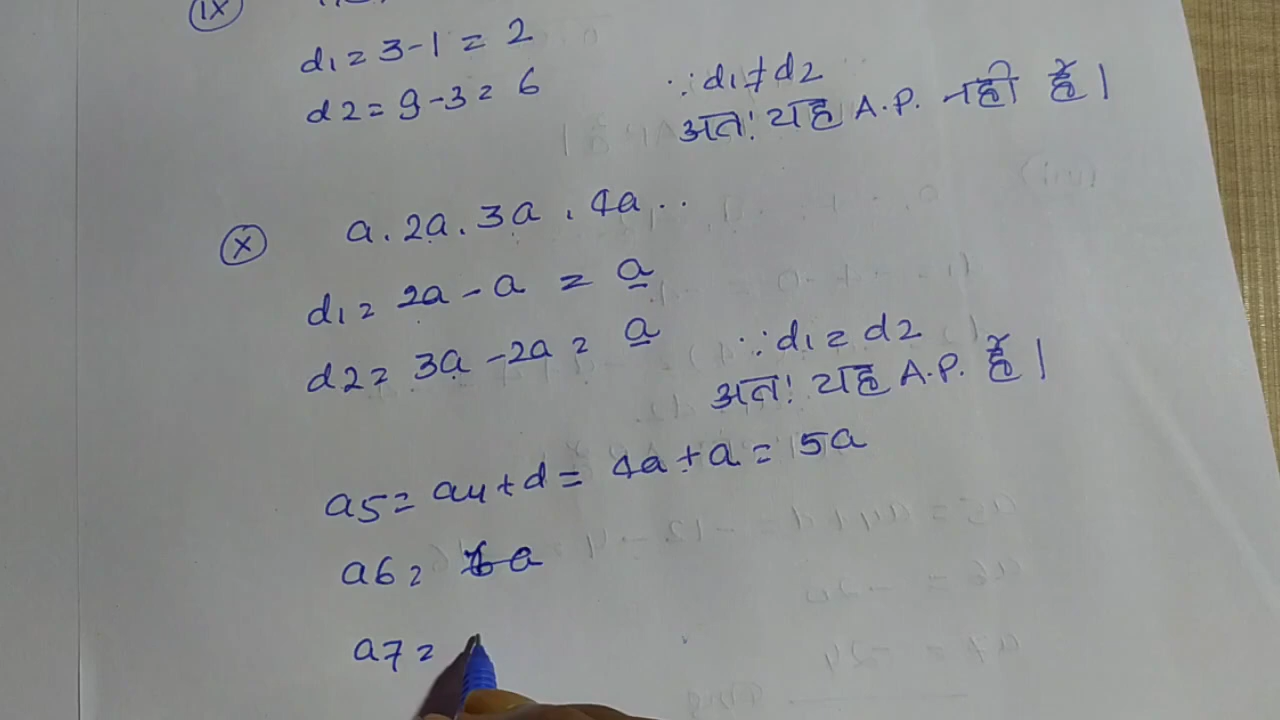 ix
d1 = 3-1 = 2
d2 = 9-3 = 6
∵ d1 ≠ d2
अत: यह A.P. नही है।
x a, 2a, 3a, 4a..
d1 = 2a - a = a
d2 = 3a - 2a = a
∵ d1 = d2
अत: यह A.P. है।
a5 = a4 + d = 4a + a = 5a
a6 = 6a
a7 =